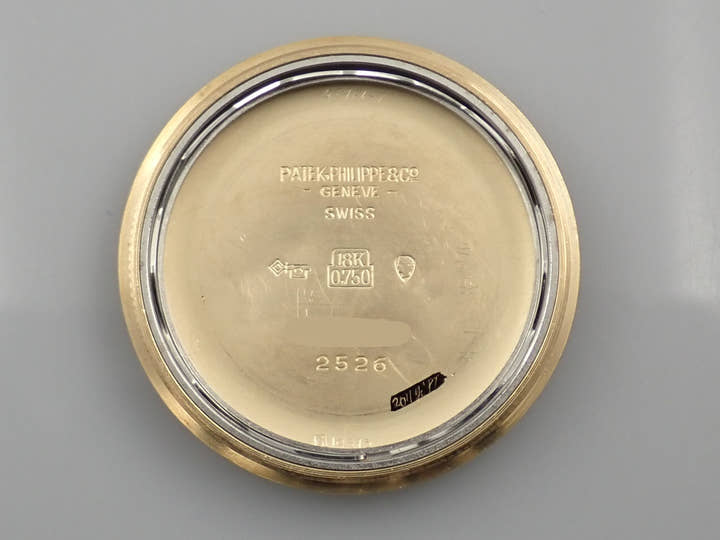 PATEK·PHILIPPE&Cº
- GENEVE -
SWISS
18K
0.750
2526